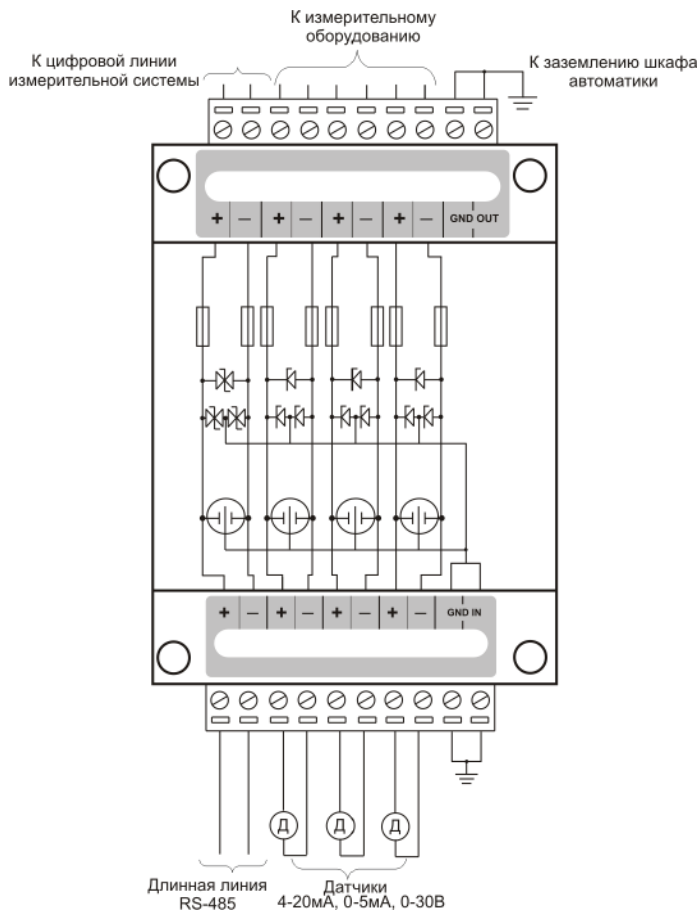 К измерительному
оборудованию
К цифровой линии
измерительной системы
К заземлению шкафа
автоматики
+ − + − + − + − GND OUT
+ − + − + − + − GND IN
Д Д Д
Длинная линия
RS-485
Датчики
4-20мА, 0-5мА, 0-30В